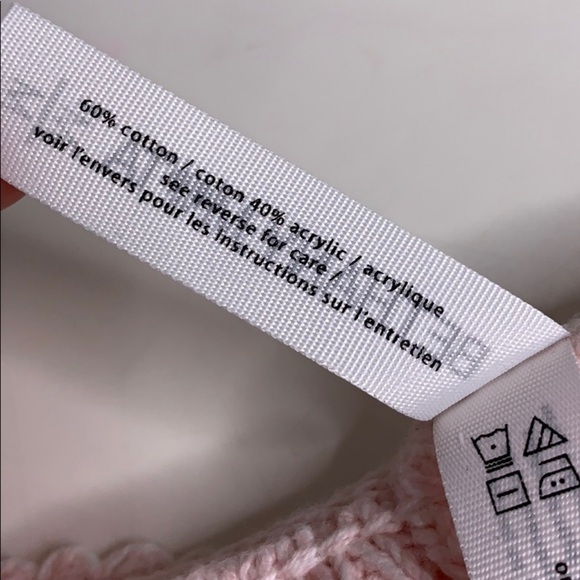 60% cotton / coton 40% acrylic / acrylique
see reverse for care /
voir l'envers pour les instructions sur l'entretien